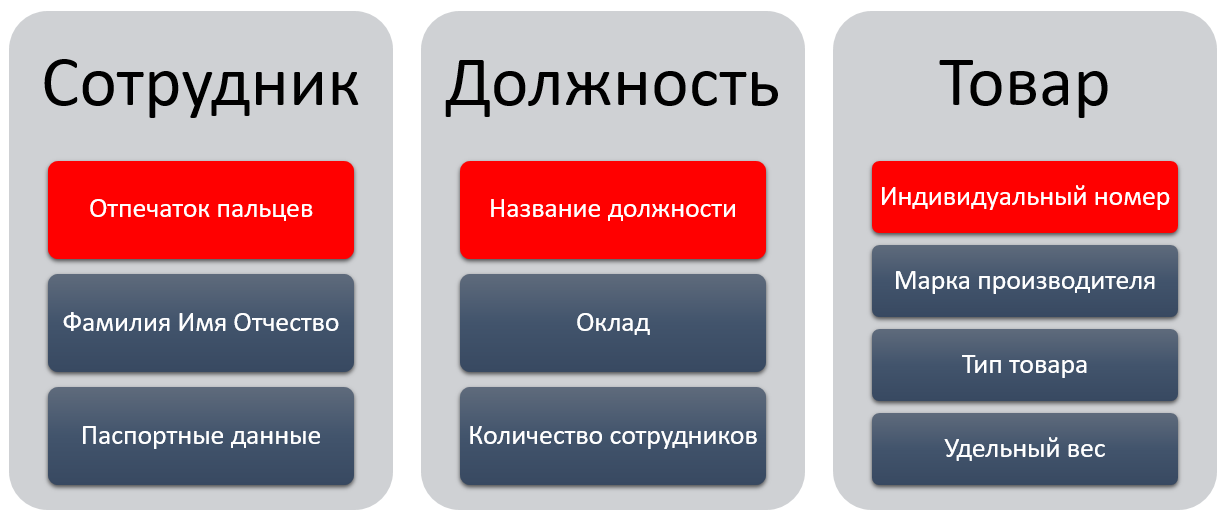 Сотрудник
Отпечаток пальцев
Фамилия Имя Отчество
Паспортные данные
Должность
Название должности
Оклад
Количество сотрудников
Товар
Индивидуальный номер
Марка производителя
Тип товара
Удельный вес